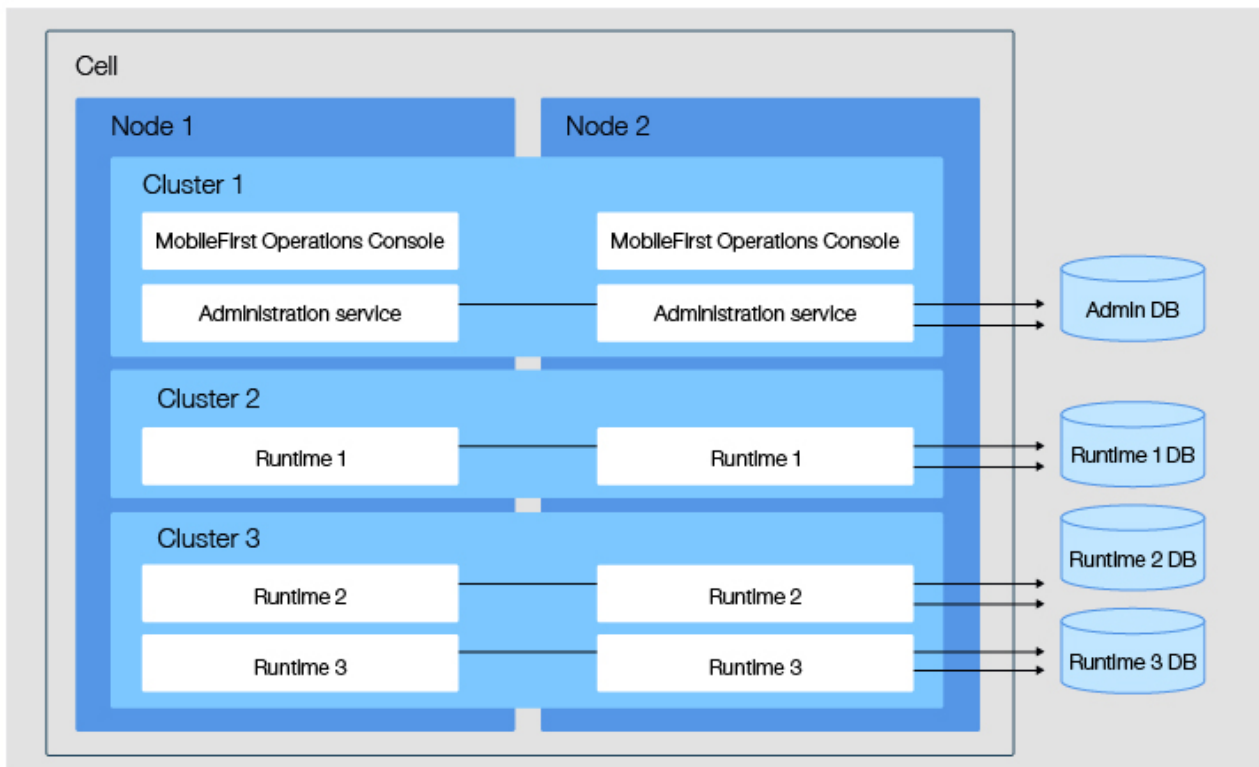 Cell
Node 1
Node 2
Cluster 1
MobileFirst Operations Console
MobileFirst Operations Console
Administration service
Administration service
Admin DB
Cluster 2
Runtime 1
Runtime 1
Runtime 1 DB
Cluster 3
Runtime 2
Runtime 2
Runtime 2 DB
Runtime 3
Runtime 3
Runtime 3 DB